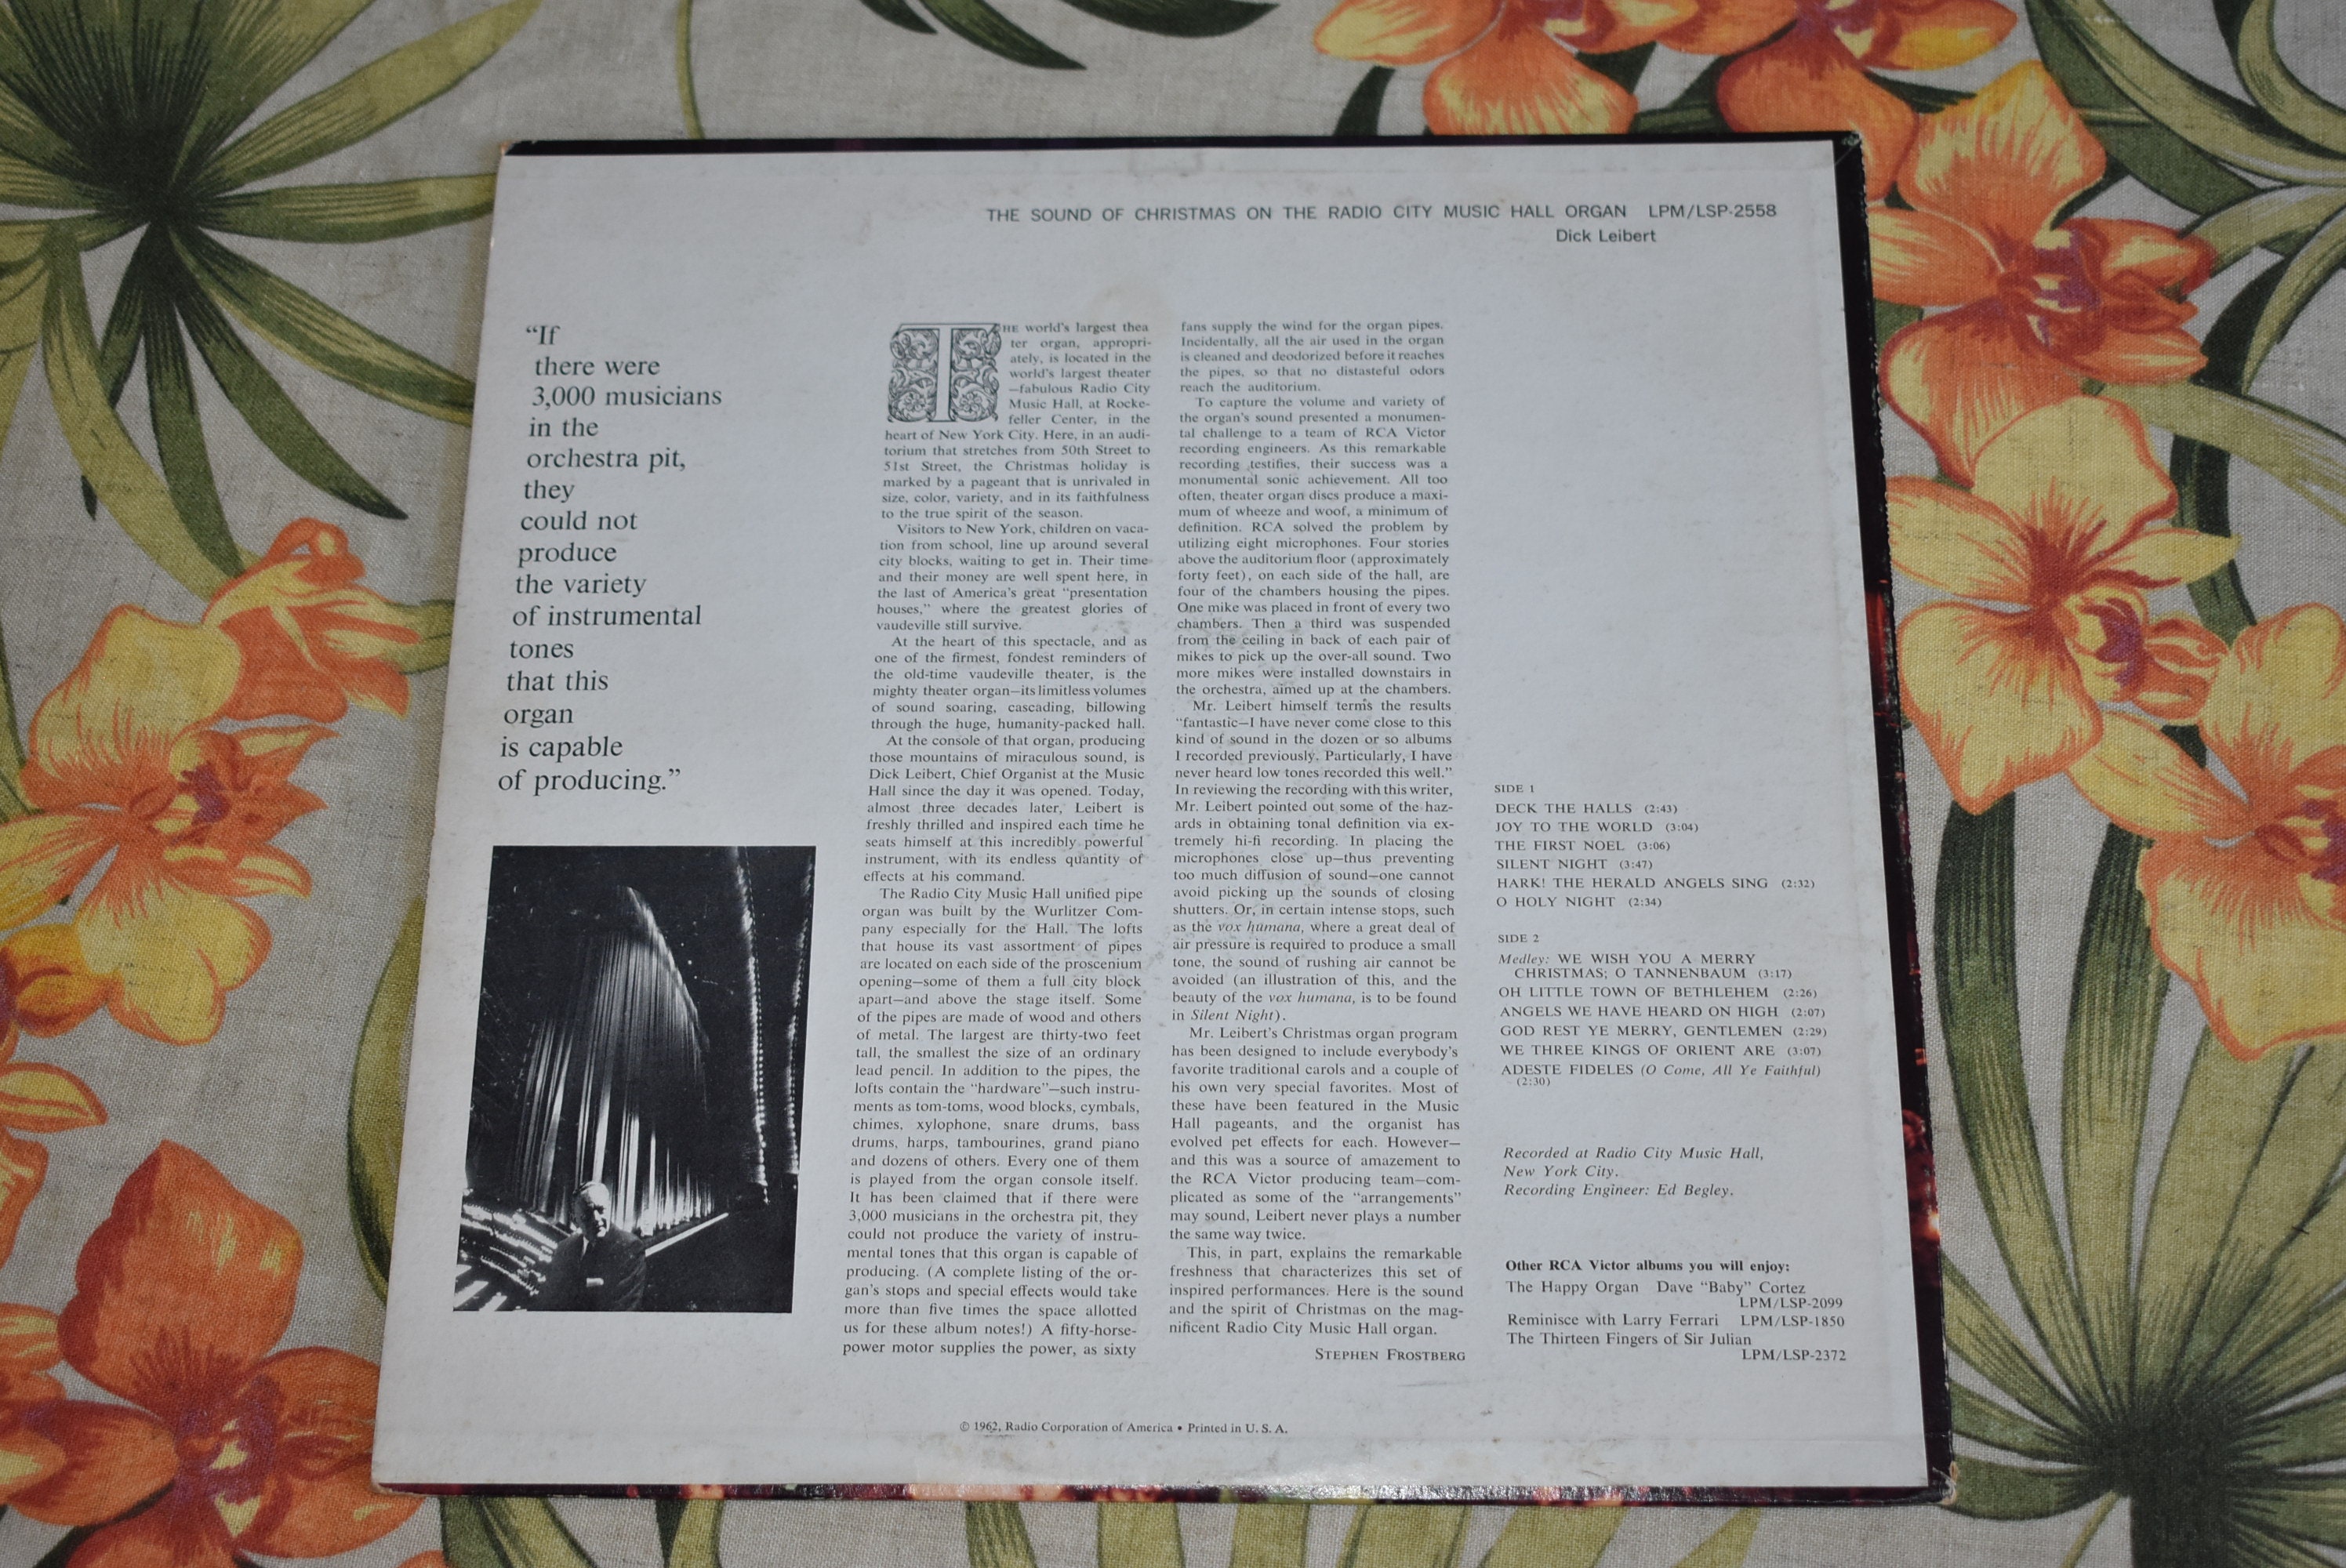 THE SOUND OF CHRISTMAS ON THE RADIO CITY MUSIC HALL ORGAN LPM/LSP-2558
Dick Leibert
“If
there were
3,000 musicians
in the
orchestra pit,
they
could not
produce
the variety
of instrumental
tones
that this
organ
is capable
of producing.”
THE world's largest thea
ter organ, appropri-
ately, is located in the
world's largest theater
—fabulous Radio City
Music Hall, at Rocke-
feller Center, in the
heart of New York City. Here, in an audi-
torium that stretches from 50th Street to
51st Street, the Christmas holiday is
marked by a pageant that is unrivaled in
size, color, variety, and in its faithfulness
to the true spirit of the season.
Visitors to New York, children on vaca-
tion from school, line up around several
city blocks, waiting to get in. Their time
and their money are well spent here, in
the last of America's great “presentation
houses,” where the greatest glories of
vaudeville still survive.
At the heart of this spectacle, and as
one of the firmest, fondest reminders of
the old-time vaudeville theater, is the
mighty theater organ—its limitless volumes
of sound soaring, cascading, billowing
through the huge, humanity-packed hall.
At the console of that organ, producing
those mountains of miraculous sound, is
Dick Leibert, Chief Organist at the Music
Hall since the day it was opened. Today,
almost three decades later, Leibert is
freshly thrilled and inspired each time he
seats himself at this incredibly powerful
instrument, with its endless quantity of
effects at his command.
The Radio City Music Hall unified pipe
organ was built by the Wurlitzer Com-
pany especially for the Hall. The lofts
that house its vast assortment of pipes
are located on each side of the proscenium
opening—some of them a full city block
apart—and above the stage itself. Some
of the pipes are made of wood and others
of metal. The largest are thirty-two feet
tall, the smallest the size of an ordinary
lead pencil. In addition to the pipes, the
lofts contain the “hardware”—such instru-
ments as tom-toms, wood blocks, cymbals,
chimes, xylophone, snare drums, bass
drums, harps, tambourines, grand piano
and dozens of others. Every one of them
is played from the organ console itself.
It has been claimed that if there were
3,000 musicians in the orchestra pit, they
could not produce the variety of instru-
mental tones that this organ is capable of
producing. (A complete listing of the or-
gan's stops and special effects would take
more than five times the space allotted
us for these album notes!) A fifty-horse-
power motor supplies the power, as sixty
fans supply the wind for the organ pipes.
Incidentally, all the air used in the organ
is cleaned and deodorized before it reaches
the pipes, so that no distasteful odors
reach the auditorium.
To capture the volume and variety of
the organ's sound presented a monumen-
tal challenge to a team of RCA Victor
recording engineers. As this remarkable
recording testifies, their success was a
monumental sonic achievement. All too
often, theater organ discs produce a maxi-
mum of wheeze and woof, a minimum of
definition. RCA solved the problem by
utilizing eight microphones. Four stories
above the auditorium floor (approximately
forty feet), on each side of the hall, are
four of the chambers housing the pipes.
One mike was placed in front of every two
chambers. Then a third was suspended
from the ceiling in back of each pair of
mikes to pick up the over-all sound. Two
more mikes were installed downstairs in
the orchestra, aimed up at the chambers.
Mr. Leibert himself terms the results
“fantastic—I have never come close to this
kind of sound in the dozen or so albums
I recorded previously. Particularly, I have
never heard low tones recorded this well.”
In reviewing the recording with this writer,
Mr. Leibert pointed out some of the haz-
ards in obtaining tonal definition via ex-
tremely hi-fi recording. In placing the
microphones close up—thus preventing
too much diffusion of sound—one cannot
avoid picking up the sounds of closing
shutters. Or, in certain intense stops, such
as the vox humana, where a great deal of
air pressure is required to produce a small
tone, the sound of rushing air cannot be
avoided (an illustration of this, and the
beauty of the vox humana, is to be found
in Silent Night).
Mr. Leibert's Christmas organ program
has been designed to include everybody's
favorite traditional carols and a couple of
his own very special favorites. Most of
these have been featured in the Music
Hall pageants, and the organist has
evolved pet effects for each. However—
and this was a source of amazement to
the RCA Victor producing team—com-
plicated as some of the “arrangements”
may sound, Leibert never plays a number
the same way twice.
This, in part, explains the remarkable
freshness that characterizes this set of
inspired performances. Here is the sound
and the spirit of Christmas on the mag-
nificent Radio City Music Hall organ.
STEPHEN FROSTBERG
SIDE 1
DECK THE HALLS (2:43)
JOY TO THE WORLD (3:04)
THE FIRST NOEL (3:06)
SILENT NIGHT (3:47)
HARK! THE HERALD ANGELS SING (2:32)
O HOLY NIGHT (2:34)
SIDE 2
Medley: WE WISH YOU A MERRY
CHRISTMAS; O TANNENBAUM (3:17)
OH LITTLE TOWN OF BETHLEHEM (2:26)
ANGELS WE HAVE HEARD ON HIGH (2:07)
GOD REST YE MERRY, GENTLEMEN (2:29)
WE THREE KINGS OF ORIENT ARE (3:07)
ADESTE FIDELES (O Come, All Ye Faithful)
(2:30)
Recorded at Radio City Music Hall,
New York City.
Recording Engineer: Ed Begley.
Other RCA Victor albums you will enjoy:
The Happy Organ Dave “Baby” Cortez
LPM/LSP-2099
Reminisce with Larry Ferrari LPM/LSP-1850
The Thirteen Fingers of Sir Julian
LPM/LSP-2372
© 1962, Radio Corporation of America • Printed in U. S. A.